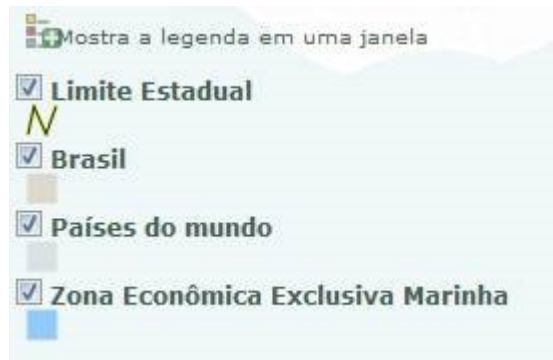 Mostra a legenda em uma janela
Limite Estadual
Brasil
Países do mundo
Zona Econômica Exclusiva Marinha